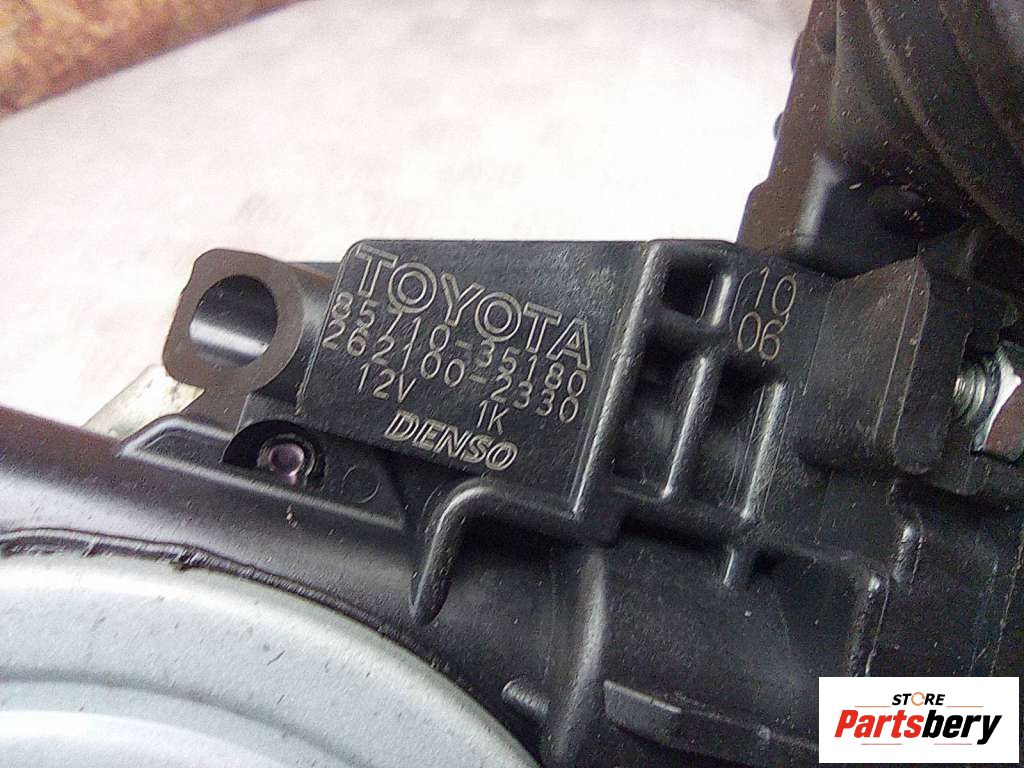 TOYOTA
85710-35180
262100-2330
12V 1K
DENSO
10
06
STORE
Partsbery